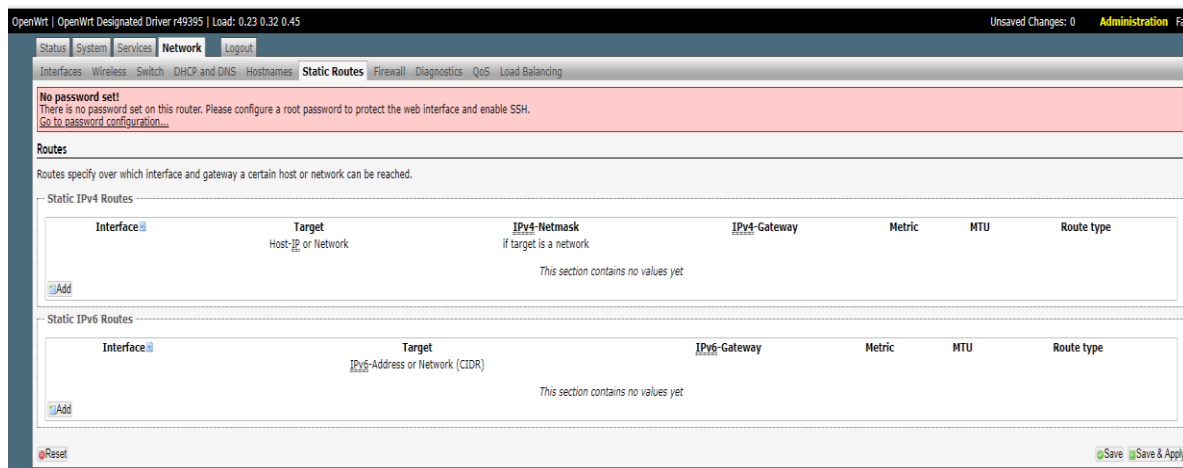 OpenWrt | OpenWrt Designated Driver r49395 | Load: 0.23 0.32 0.45 Unsaved Changes: 0 Administration Fa
Status System Services Network Logout
Interfaces Wireless Switch DHCP and DNS Hostnames Static Routes Firewall Diagnostics QoS Load Balancing
No password set!
There is no password set on this router. Please configure a root password to protect the web interface and enable SSH.
Go to password configuration...
Routes
Routes specify over which interface and gateway a certain host or network can be reached.
Static IPv4 Routes
Interface Target IPv4-Netmask IPv4-Gateway Metric MTU Route type
Host-IP or Network if target is a network
This section contains no values yet
Add
Static IPv6 Routes
Interface Target IPv6-Gateway Metric MTU Route type
IPv6-Address or Network (CIDR)
This section contains no values yet
Add
Reset Save Save & Apply